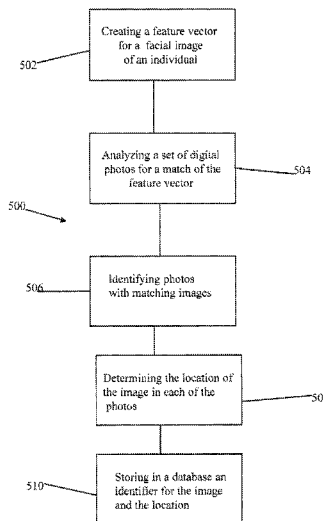 Creating a feature vector
for a facial image
of an individual
502
Analyzing a set of digital
photos for a match of the
feature vector
504
500
Identifying photos
with matching images
506
Determining the location of
the image in each of the
photos
50
Storing in a database an
identifier for the image
and the location
510